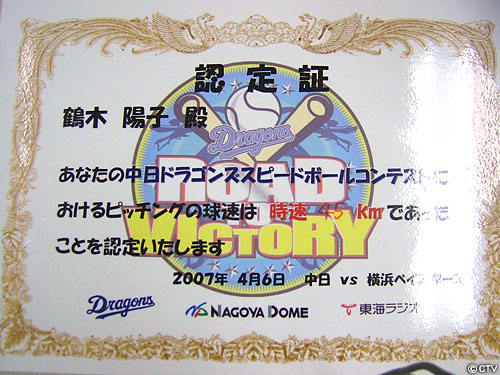 認定証
鶴木 陽子 殿
Dragons
ROAD
VICTORY
あなたの中日ドラゴンズスピードボールコンテストに
おけるピッチングの球速は 時速 45 kmであった
ことを認定いたします
2007年 4月6日 中日 vs 横浜ベイスターズ
Dragons NAGOYA DOME 東海ラジオ
©CTV